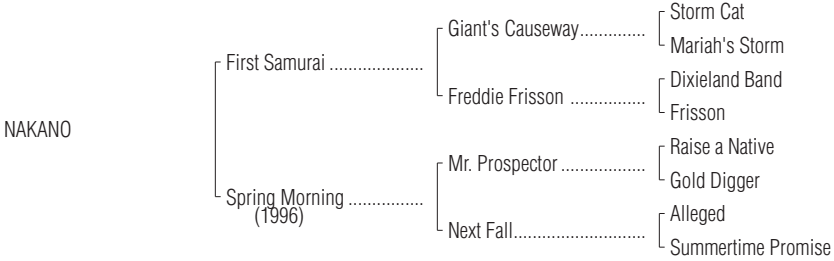 Storm Cat
Giant's Causeway..............
Mariah's Storm
First Samurai ....................
Dixieland Band
Freddie Frisson ................
Frisson
NAKANO
Raise a Native
Mr. Prospector ..................
Gold Digger
Spring Morning ................
(1996)
Alleged
Next Fall............................
Summertime Promise